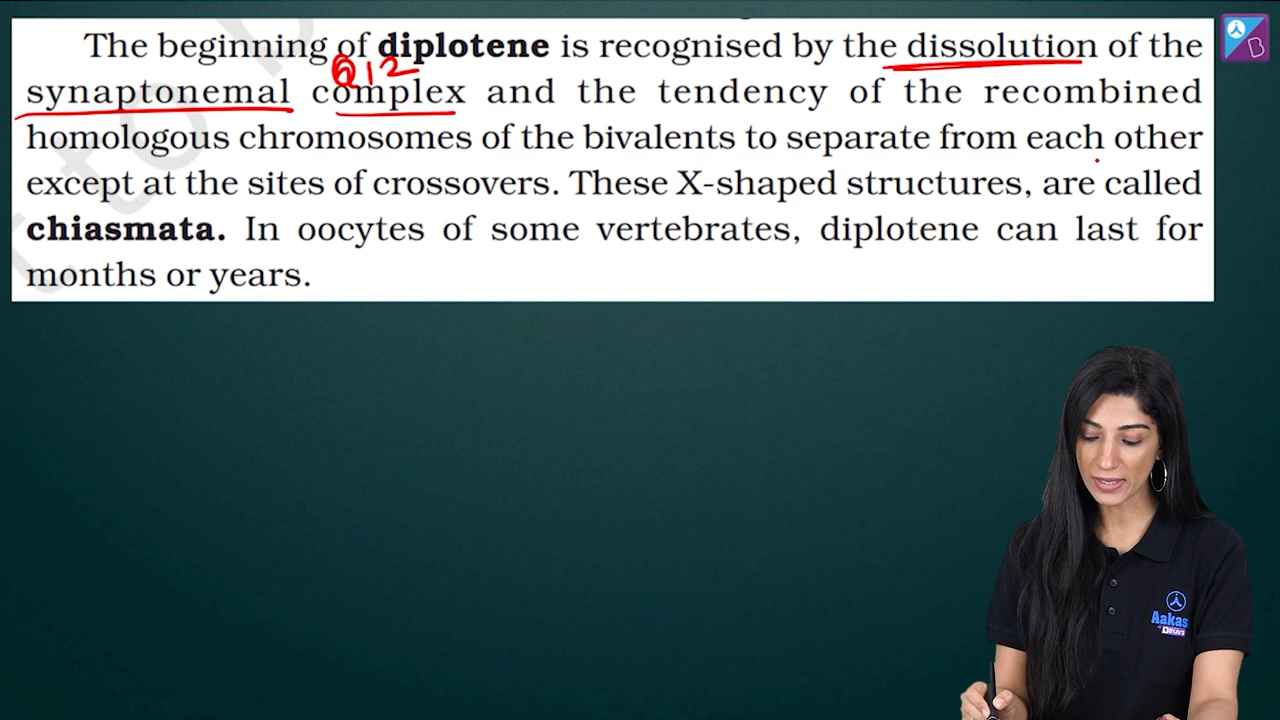 The beginning of diplotene is recognised by the dissolution of the
Q12
synaptonemal complex and the tendency of the recombined
homologous chromosomes of the bivalents to separate from each other
except at the sites of crossovers. These X-shaped structures, are called
chiasmata. In oocytes of some vertebrates, diplotene can last for
months or years.
B
Aakas